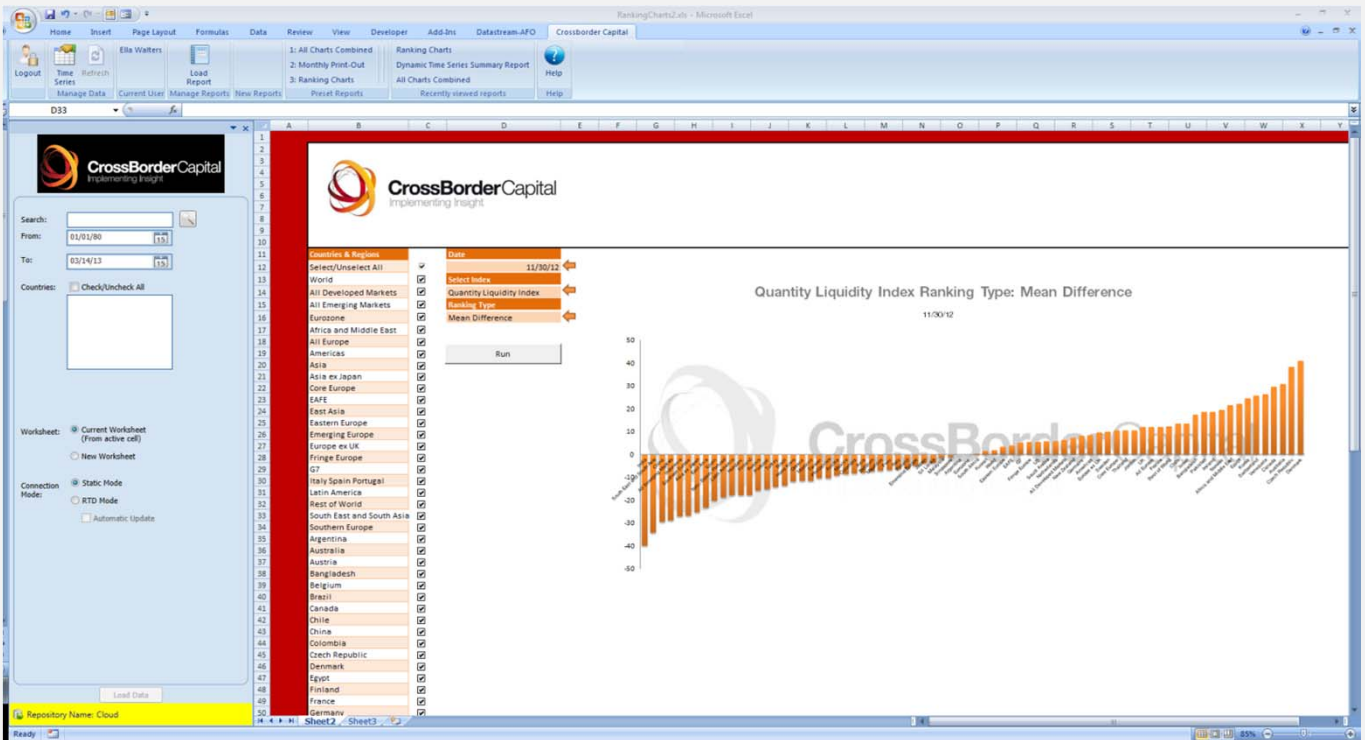 RankingCharts2.xls - Microsoft Excel
Home Insert Page Layout Formulas Data Review View Developer Add-Ins Datastream-AFO Crossborder Capital
Logout
Time Series
Refresh
Manage Data
Ella Watters
Current User
Load Report
Manage Reports
New Reports
1: All Charts Combined
2: Monthly Print-Out
3: Ranking Charts
Preset Reports
Ranking Charts
Dynamic Time Series Summary Report
All Charts Combined
Recently viewed reports
Help
Help
D33
fx
CrossBorderCapital
Implementing Insight
Search:
From: 01/01/80 15
To: 03/14/13 15
Countries: Check/Uncheck All
Worksheet: Current Worksheet
(From active cell)
New Worksheet
Connection Mode: Static Mode
RTD Mode
Automatic Update
Load Data
Repository Name: Cloud
A B C D E F G H I J K L M N O P Q R S T U V W X Y
CrossBorderCapital
Implementing Insight
Countries & Regions
Select/Unselect All
World
All Developed Markets
All Emerging Markets
Eurozone
Africa and Middle East
All Europe
Americas
Asia
Asia ex Japan
Core Europe
EAFE
East Asia
Eastern Europe
Emerging Europe
Europe ex UK
Fringe Europe
G7
Italy Spain Portugal
Latin America
Rest of World
South East and South Asia
Southern Europe
Argentina
Australia
Austria
Bangladesh
Belgium
Brazil
Canada
Chile
China
Colombia
Czech Republic
Denmark
Egypt
Finland
France
Germany
Date
11/30/12
Select Index
Quantity Liquidity Index
Ranking Type
Mean Difference
Run
Quantity Liquidity Index Ranking Type: Mean Difference
11/30/12
50
40
30
20
10
0
-20
-30
-40
-50
CrossBorderCapital
Sheet2 Sheet3
Ready
85%